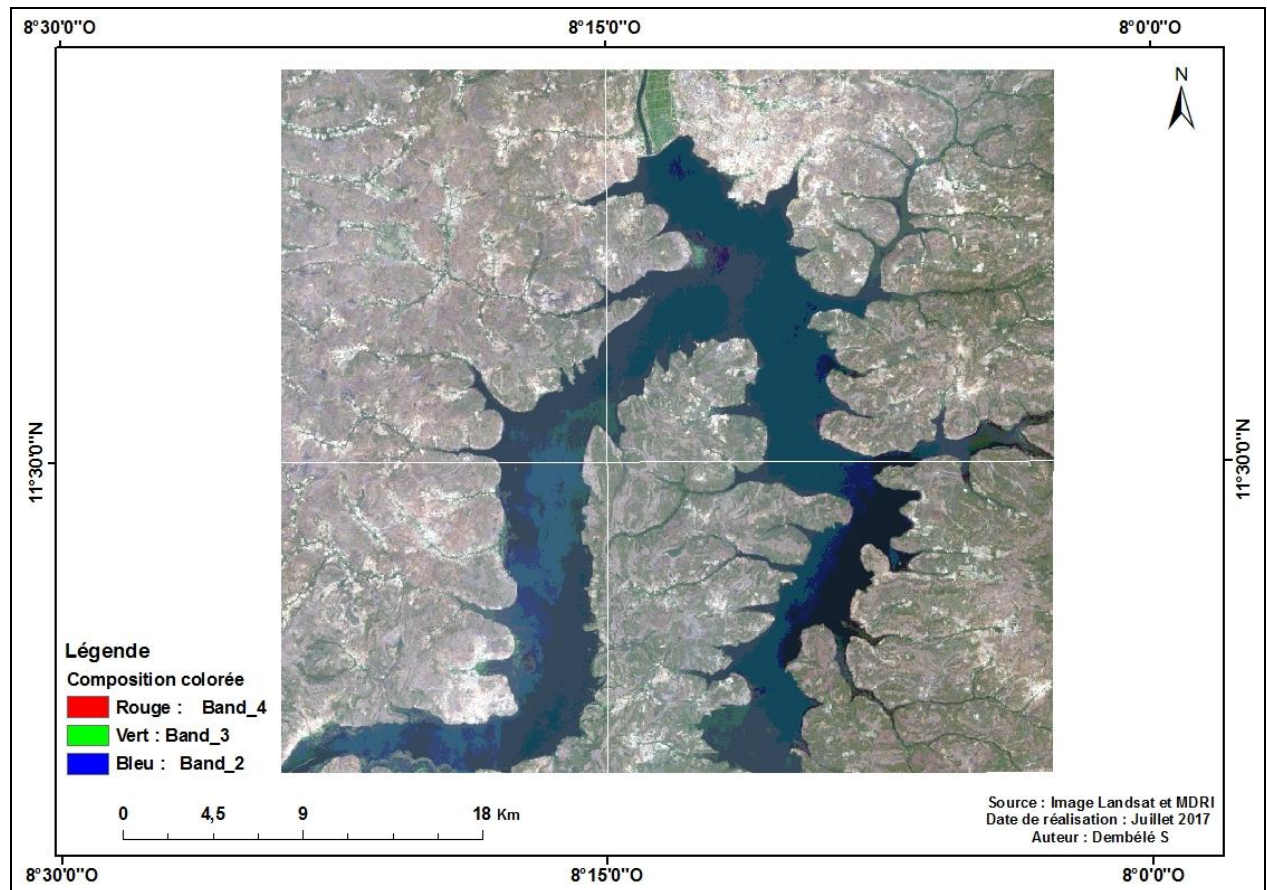 8°30'0"O
8°15'0"O
8°0'0"O
N
11°30'0"N
11°30'0"N
Légende
Composition colorée
Rouge : Band_4
Vert : Band_3
Bleu : Band_2
0 4,5 9 18 Km
Source : Image Landsat et MDRI
Date de réalisation : Juillet 2017
Auteur : Dembélé S
8°30'0"O
8°15'0"O
8°0'0"O